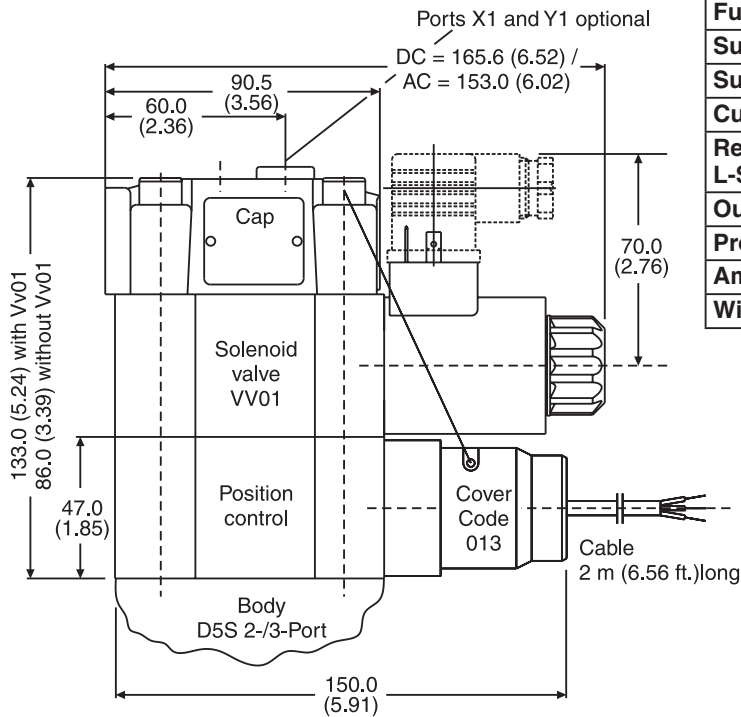 Ports X1 and Y1 optional
DC = 165.6 (6.52) /
AC = 153.0 (6.02)
90.5
(3.56)
60.0
(2.36)
Cap
70.0
(2.76)
133.0 (5.24) with Vv01
86.0 (3.39) without Vv01
Solenoid
valve
VV01
47.0
(1.85)
Position
control
Cover
Code
013
Cable
2 m (6.56 ft.)long
Body
D5S 2-/3-Port
150.0
(5.91)
Fu
Su
Su
Cu
Re
L-S
Ou
Pro
Am
Wi